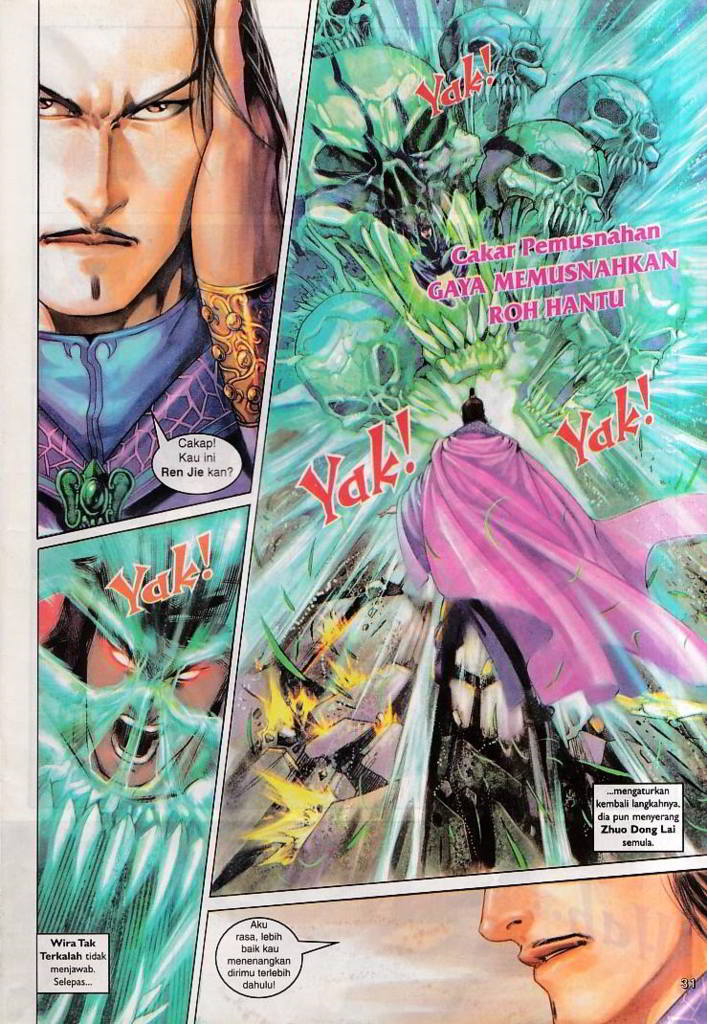 Cakap!
Kau ini
Ren Jie kan?
Yak!
Wira Tak
Terkalah tidak
menjawab.
Selepas...
Yak!
Cakar Pemusnahan
GAYA MEMUSNAHKAN
ROH HANTU
Yak!
Yak!
...mengaturkan
kembali langkahnya,
dia pun menyerang
Zhuo Dong Lai
semula.
Aku
rasa, lebih
baik kau
menenangkan
dirimu terlebih
dahulu!
31